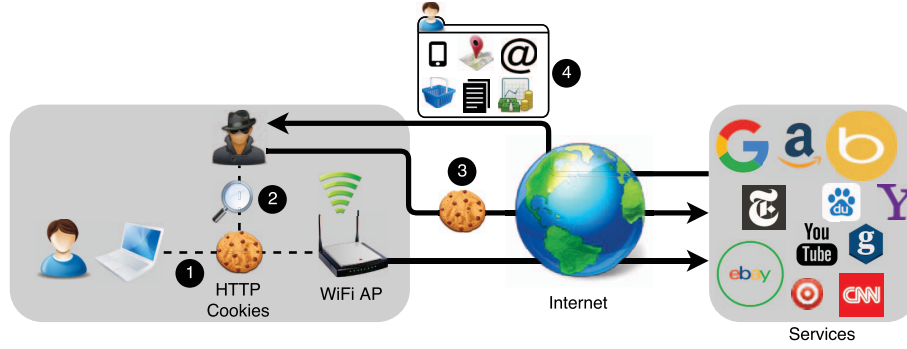 4
@
3
2
1
HTTP
Cookies
WiFi AP
Internet
G
a
b
T
du
Y
You
Tube
g
ebay
CNN
Services